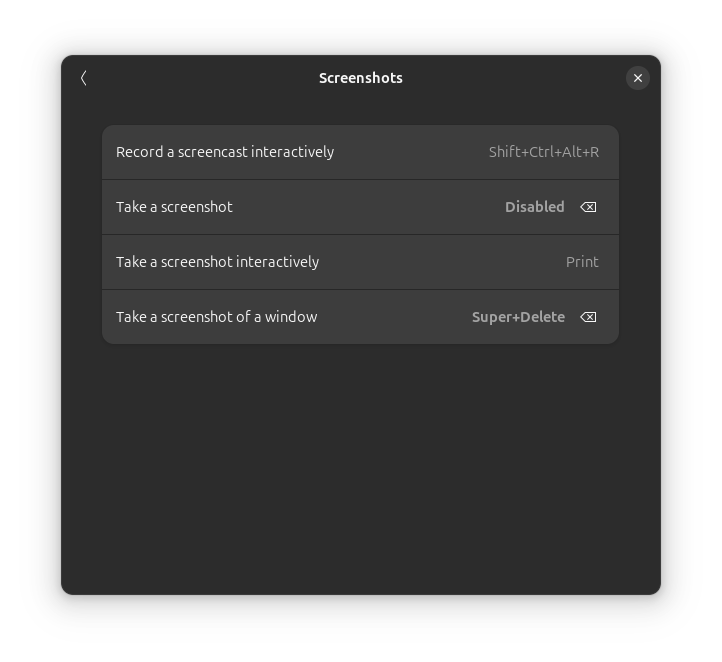 Screenshots
Record a screencast interactively Shift+Ctrl+Alt+R
Take a screenshot Disabled
Take a screenshot interactively Print
Take a screenshot of a window Super+Delete